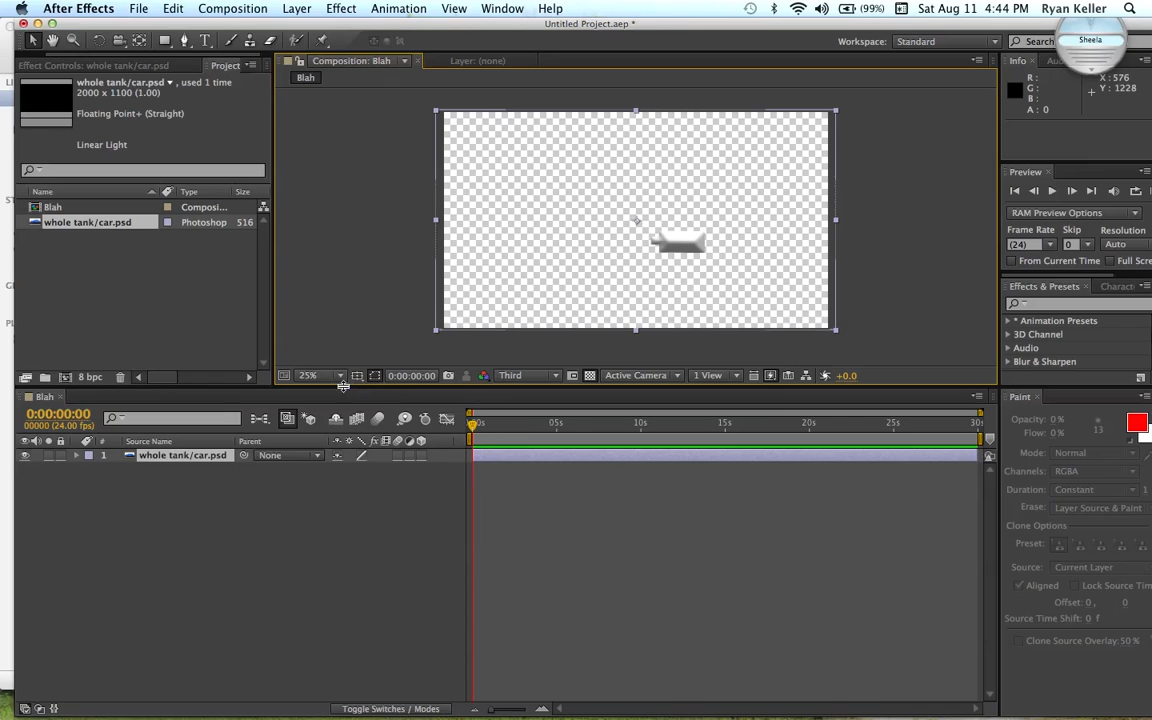 After Effects File Edit Composition Layer Effect Animation View Window Help (99%) Sat Aug 11 4:44 PM Ryan Keller
Untitled Project.aep *
Workspace: Standard Search
Sheela
Effect Controls: whole tank/car.psd Project
Composition: Blah Layer: (none)
Info
Blah
whole tank/car.psd , used 1 time
2000 x 1100 (1.00)
Floating Point+ (Straight)
Linear Light
R :
G :
B :
A : 0
X : 576
Y : 1228
Preview
RAM Preview Options
Frame Rate Skip Resolution
(24) 0 Auto
From Current Time Full Scre
Name Type Size
Blah Composi...
whole tank/car.psd Photoshop 516
Effects & Presets Charact
* Animation Presets
3D Channel
Audio
Blur & Sharpen
8 bpc
25% 0:00:00:00 Third Active Camera 1 View +0.0
Blah
Paint
0:00:00:00
00000 (24.00 fps)
00s 05s 10s 15s 20s 25s 30s
# Source Name Parent fx
1 whole tank/car.psd None
Opacity: 0 %
Flow: 0 %
13
Mode: Normal
Channels: RGBA
Duration: Constant 1
Erase: Layer Source & Paint
Clone Options
Preset:
Source: Current Layer
Aligned Lock Source Tim
Offset: 0 , 0
Source Time Shift: 0 f
Clone Source Overlay: 50 %
Toggle Switches / Modes